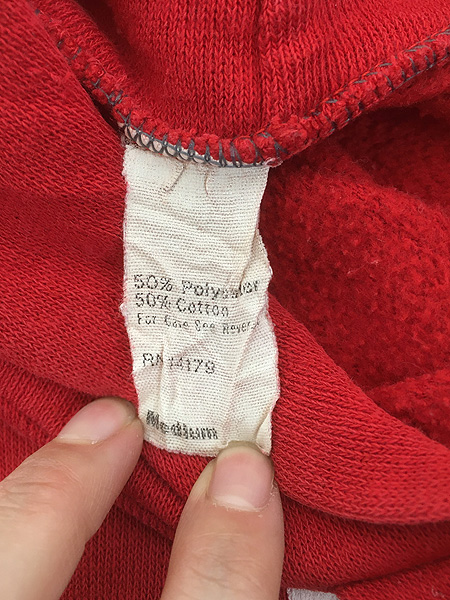 50% Polyester
50% Cotton
For Care See Reverse
RN 14179
Medium